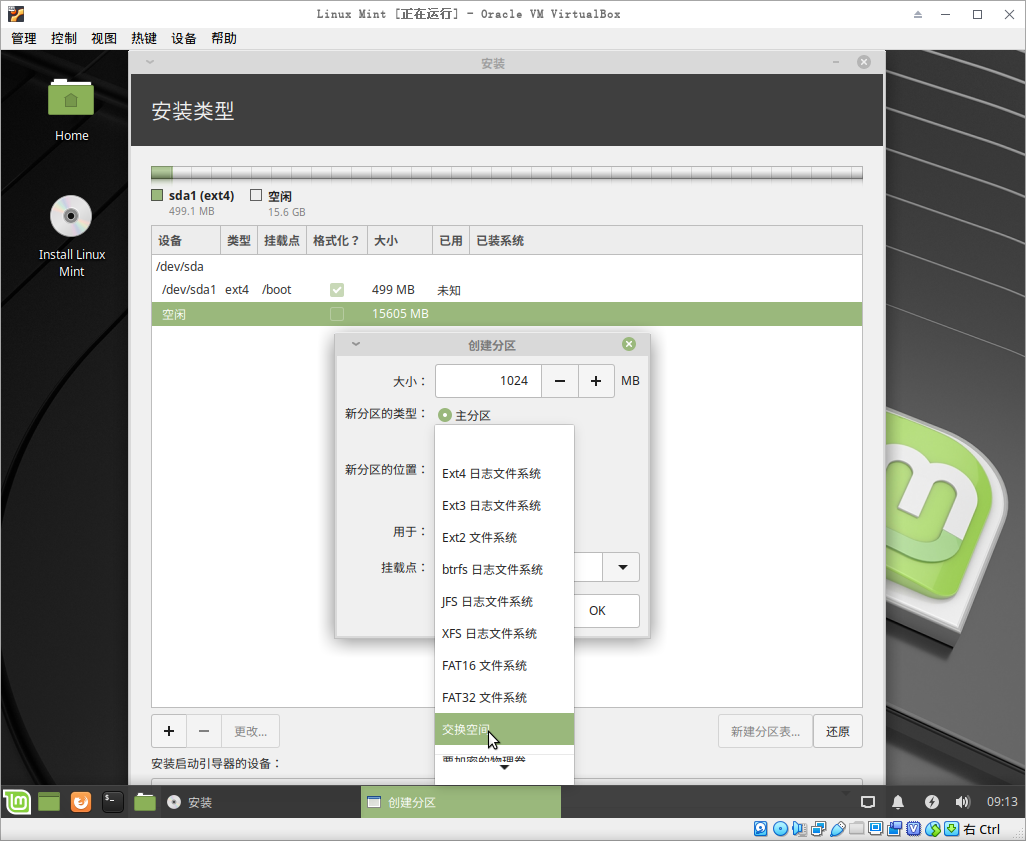 Linux Mint [正在运行] - Oracle VM VirtualBox
管理 控制 视图 热键 设备 帮助
安装
Home
Install Linux
Mint
安装类型
sda1 (ext4) 空闲
499.1 MB 15.6 GB
设备 类型 挂载点 格式化？ 大小 已用 已装系统
/dev/sda
/dev/sda1 ext4 /boot 499 MB 未知
空闲 15605 MB
创建分区
大小： 1024 MB
新分区的类型： 主分区
新分区的位置：
用于：
挂载点：
OK
Ext4 日志文件系统
Ext3 日志文件系统
Ext2 文件系统
btrfs 日志文件系统
JFS 日志文件系统
XFS 日志文件系统
FAT16 文件系统
FAT32 文件系统
交换空间
要加密的物理卷
更改... 新建分区表... 还原
安装启动引导器的设备：
安装 创建分区 09:13
右 Ctrl